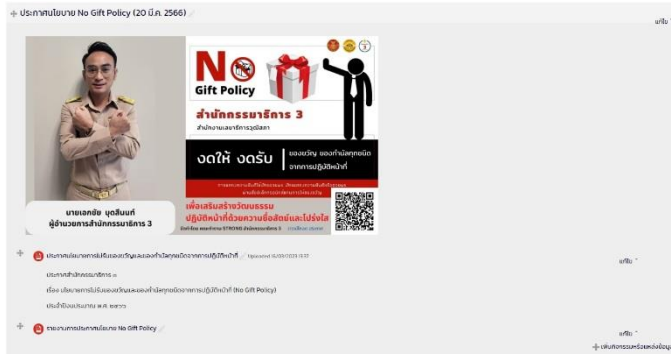 ประกาศนโยบาย No Gift Policy (20 มี.ค. 2566)
แก้ไข
NO
Gift Policy
สำนักกรรมาธิการ 3
สำนักงานเลขาธิการวุฒิสภา
งดให้ งดรับ
ของขวัญ ของกำนัลทุกชนิด
จากการปฏิบัติหน้าที่
เพื่อเสริมสร้างวัฒนธรรม
ปฏิบัติหน้าที่ด้วยความซื่อสัตย์และโปร่งใส
นายเอกชัย
ผู้อำนวยการสำนักกรรมาธิการ 3
ประกาศนโยบายการไม่รับของขวัญและของกำนัลทุกชนิดจากการปฏิบัติหน้าที่
แก้ไข
ประกาศสำนักกรรมาธิการ ๓
เรื่อง นโยบายการไม่รับของขวัญและของกำนัลทุกชนิดจากการปฏิบัติหน้าที่ (No Gift Policy)
ประจำปีงบประมาณ พ.ศ.
รายงานการประกาศนโยบาย No Gift Policy
แก้ไข
เพิ่มกิจกรรมหรือแหล่งข้อมูล